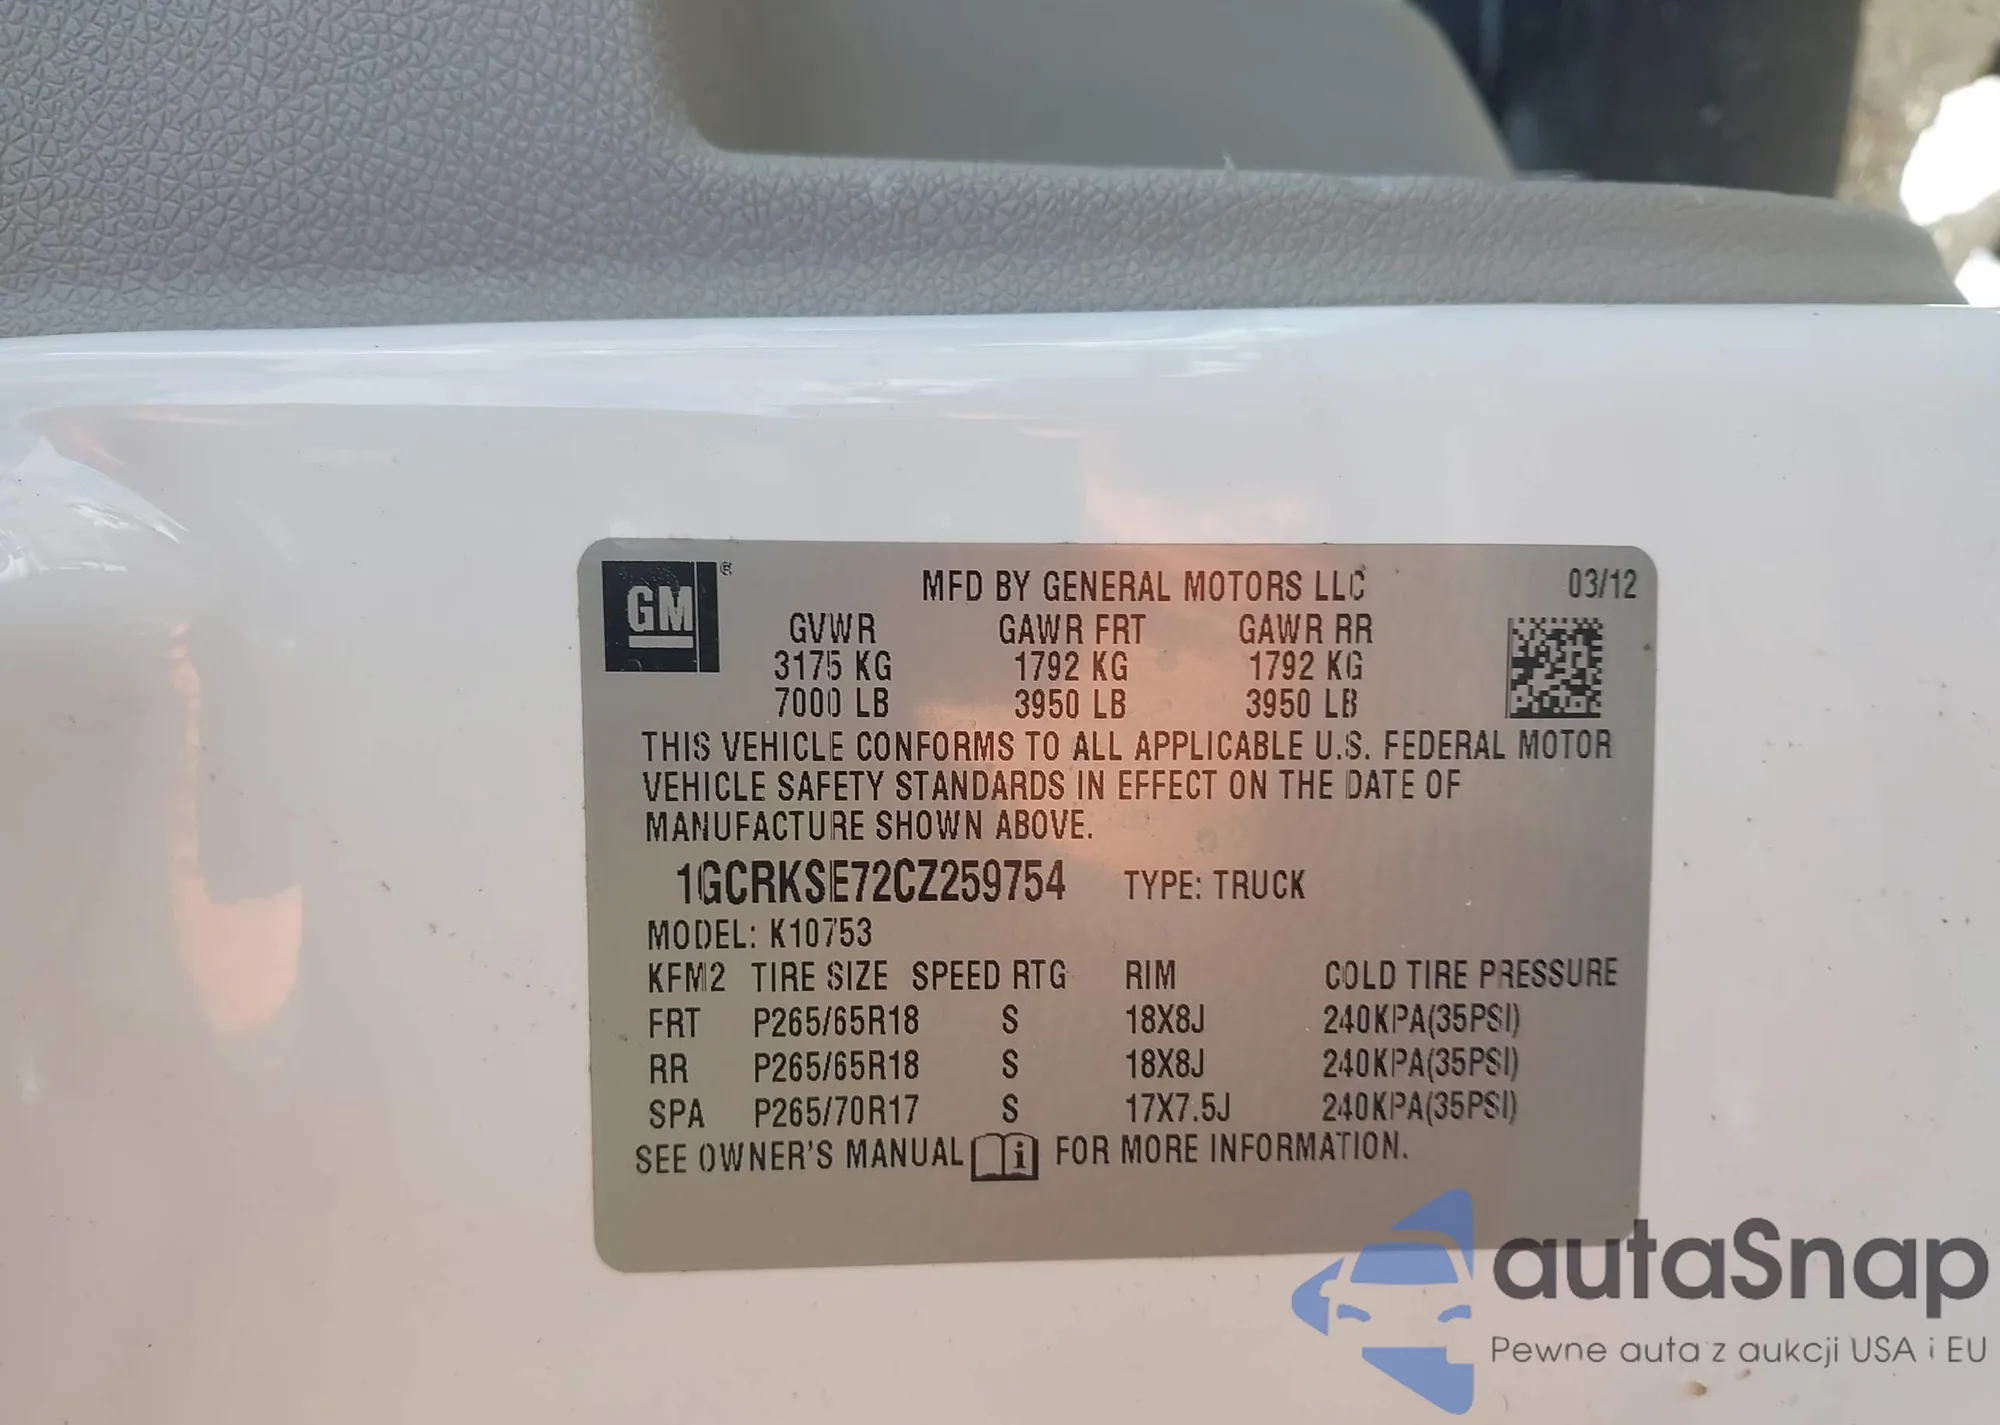 GM®
MFD BY GENERAL MOTORS LLC 03/12
GVWR GAWR FRT GAWR RR
3175 KG 1792 KG 1792 KG
7000 LB 3950 LB 3950 LB
THIS VEHICLE CONFORMS TO ALL APPLICABLE U.S. FEDERAL MOTOR
VEHICLE SAFETY STANDARDS IN EFFECT ON THE DATE OF
MANUFACTURE SHOWN ABOVE.
1GCRKSE72CZ259754 TYPE: TRUCK
MODEL: K10753
KFM2 TIRE SIZE SPEED RTG RIM COLD TIRE PRESSURE
FRT P265/65R18 S 18X8J 240KPA(35PSI)
RR P265/65R18 S 18X8J 240KPA(35PSI)
SPA P265/70R17 S 17X7.5J 240KPA(35PSI)
SEE OWNER'S MANUAL i FOR MORE INFORMATION.
autaSnap
Pewne auta z aukcji USA i EU